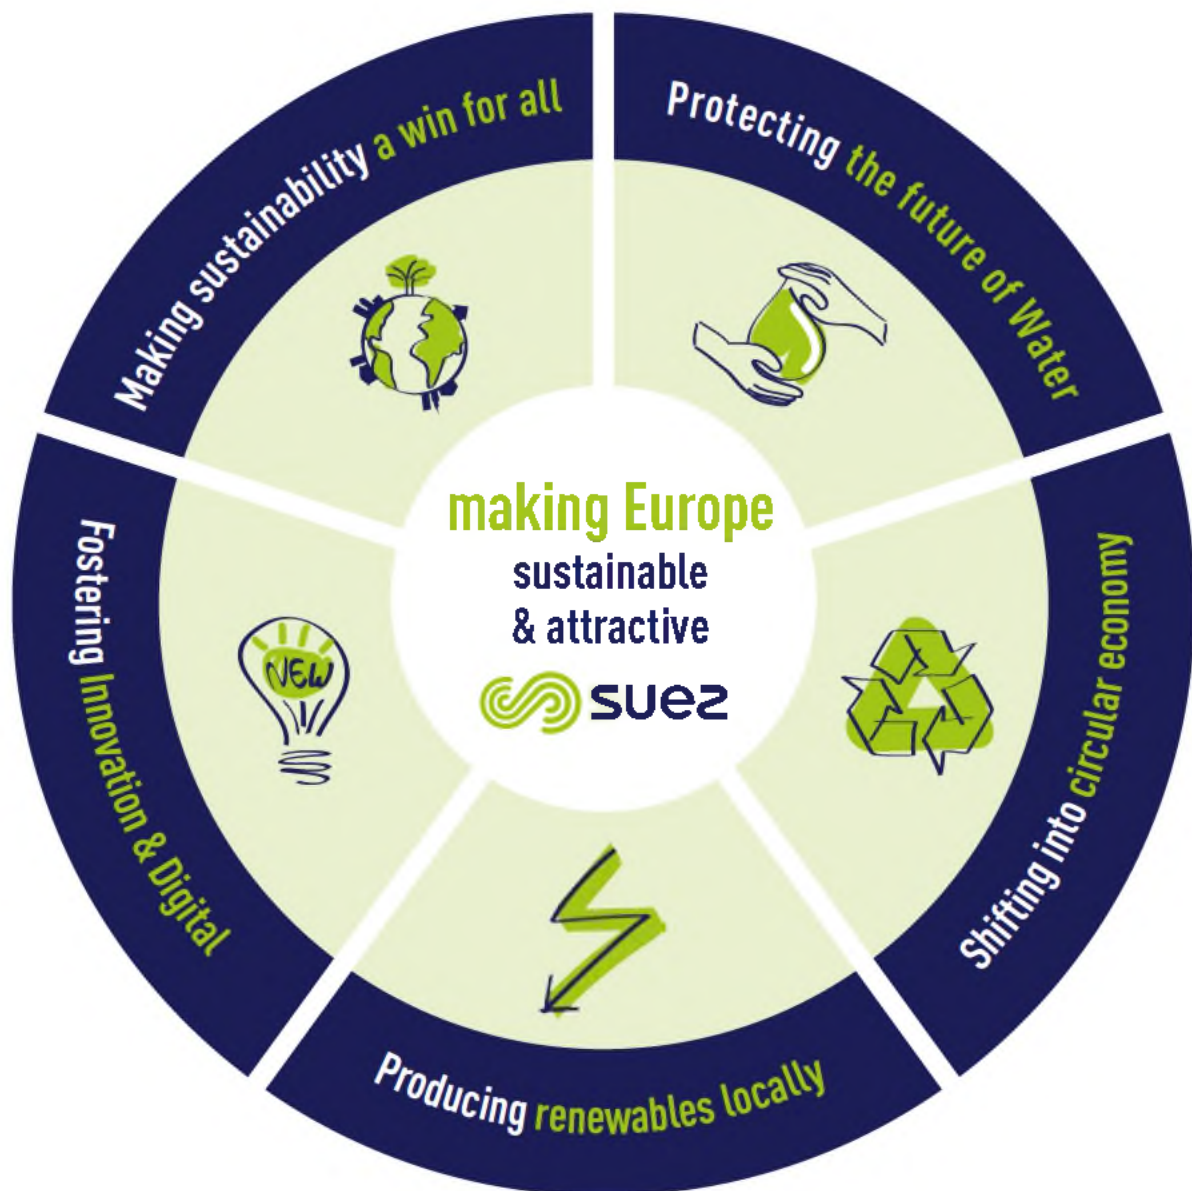 Making sustainability a win for all
Protecting the future of Water
making Europe
sustainable
& attractive
suez
Fostering Innovation & Digital
NEW
Shifting into circular economy
Producing renewables locally